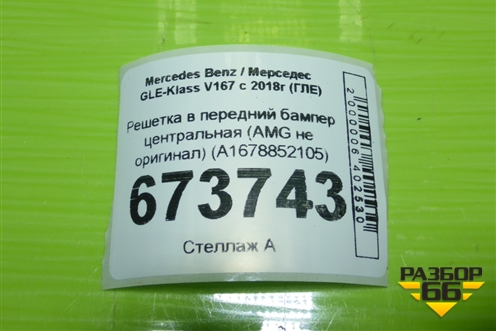 Mercedes Benz / Мерседес
GLE-Klass V167 с 2018г (ГЛЕ)
Решетка в передний бампер
центральная (AMG не
оригинал) (A1678852105)
673743
Стеллаж А
2000006402530
РАЗБОР
66